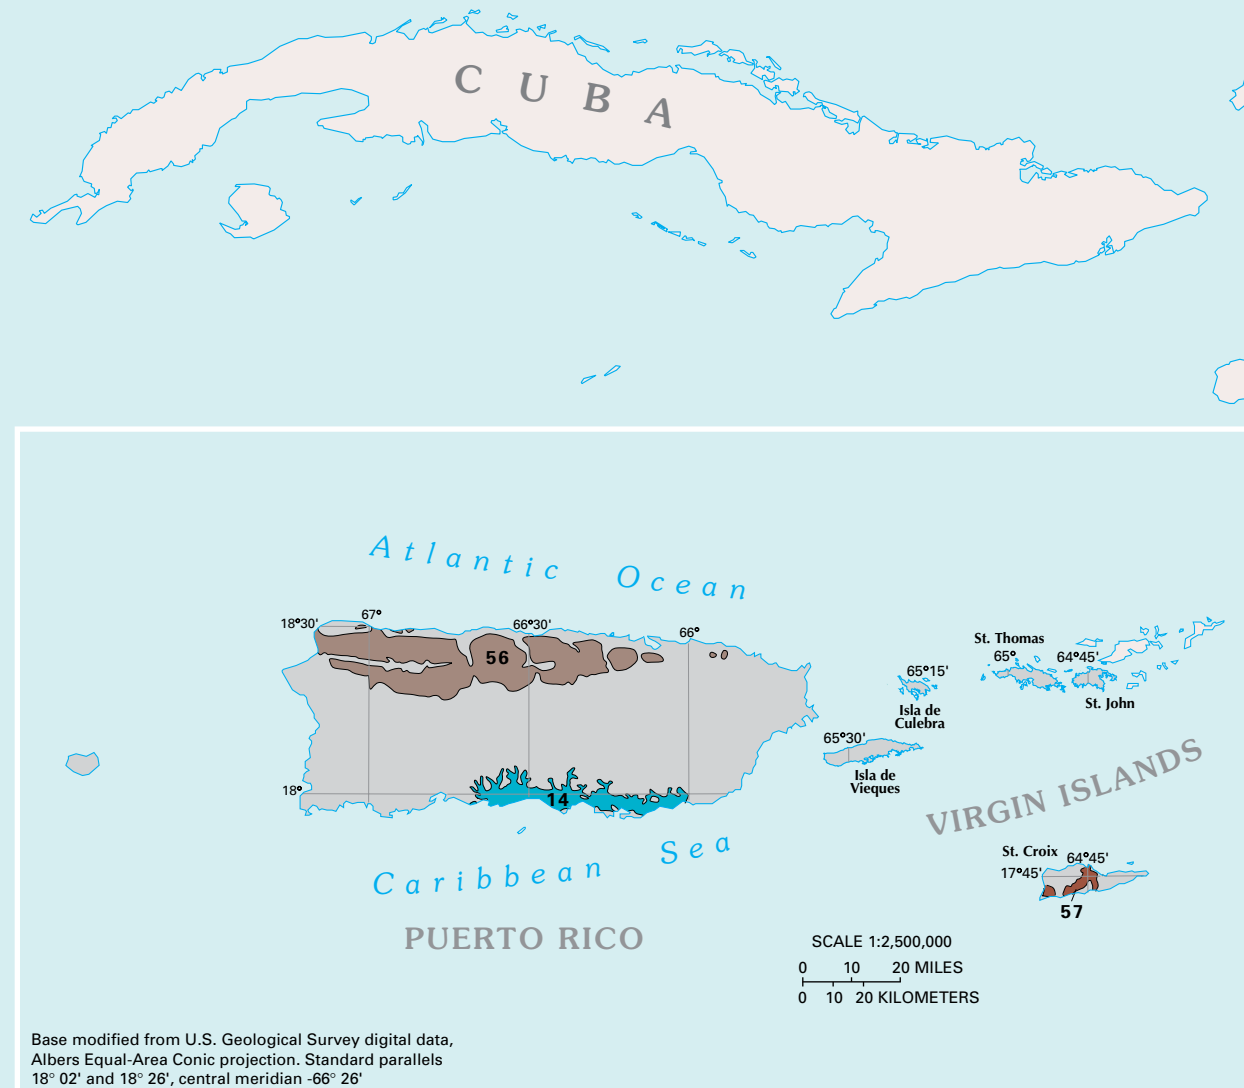 CUBA
Atlantic Ocean
18°30'
67°
66°30'
66°
56
St. Thomas
65°
64°45'
65°15'
St. John
Isla de
Culebra
65°30'
Isla de
Vieques
18°
14
VIRGIN ISLANDS
Caribbean Sea
St. Croix
64°45'
17°45'
57
PUERTO RICO
SCALE 1:2,500,000
0 10 20 MILES
0 10 20 KILOMETERS
Base modified from U.S. Geological Survey digital data,
Albers Equal-Area Conic projection. Standard parallels
18° 02' and 18° 26', central meridian -66° 26'